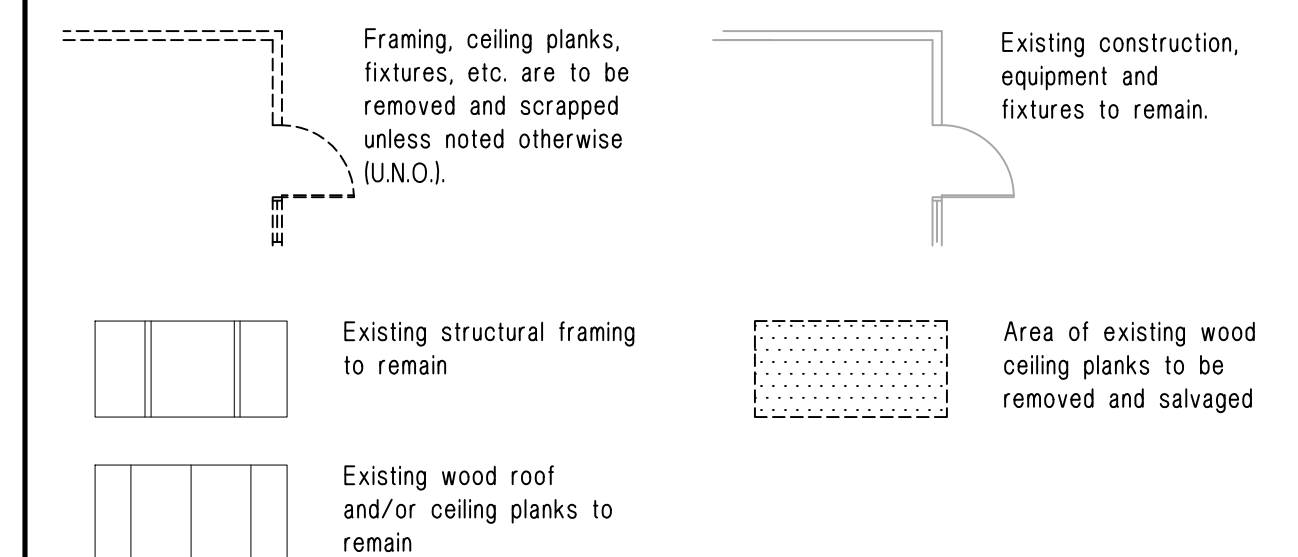 Framing, ceiling planks,
fixtures, etc. are to be
removed and scrapped
unless noted otherwise
(U.N.O.).
Existing construction,
equipment and
fixtures to remain.
Existing structural framing
to remain
Area of existing wood
ceiling planks to be
removed and salvaged
Existing wood roof
and/or ceiling planks to
remain